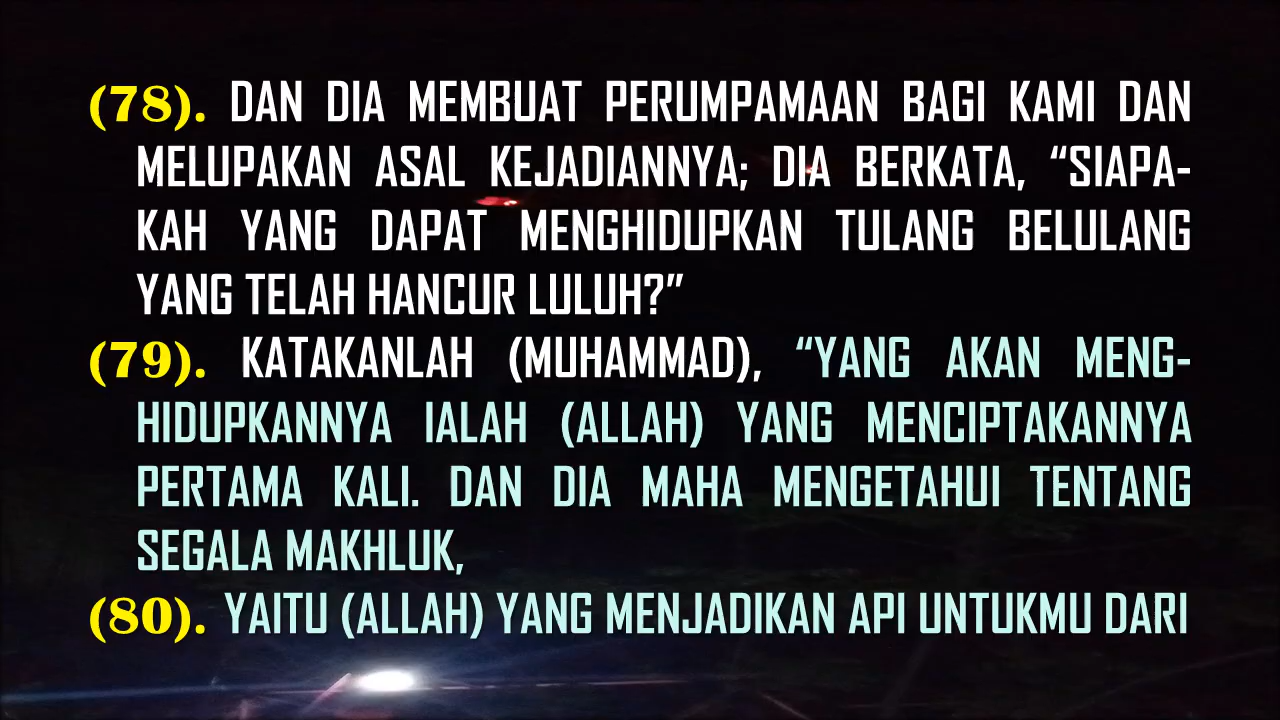 (78). DAN DIA MEMBUAT PERUMPAMAAN BAGI KAMI DAN
MELUPAKAN ASAL KEJADIANNYA; DIA BERKATA, “SIAPA-
KAH YANG DAPAT MENGHIDUPKAN TULANG BELULANG
YANG TELAH HANCUR LULUH?”
(79). KATAKANLAH (MUHAMMAD), “YANG AKAN MENG-
HIDUPKANNYA IALAH (ALLAH) YANG MENCIPTAKANNYA
PERTAMA KALI. DAN DIA MAHA MENGETAHUI TENTANG
SEGALA MAKHLUK,
(80). YAITU (ALLAH) YANG MENJADIKAN API UNTUKMU DARI